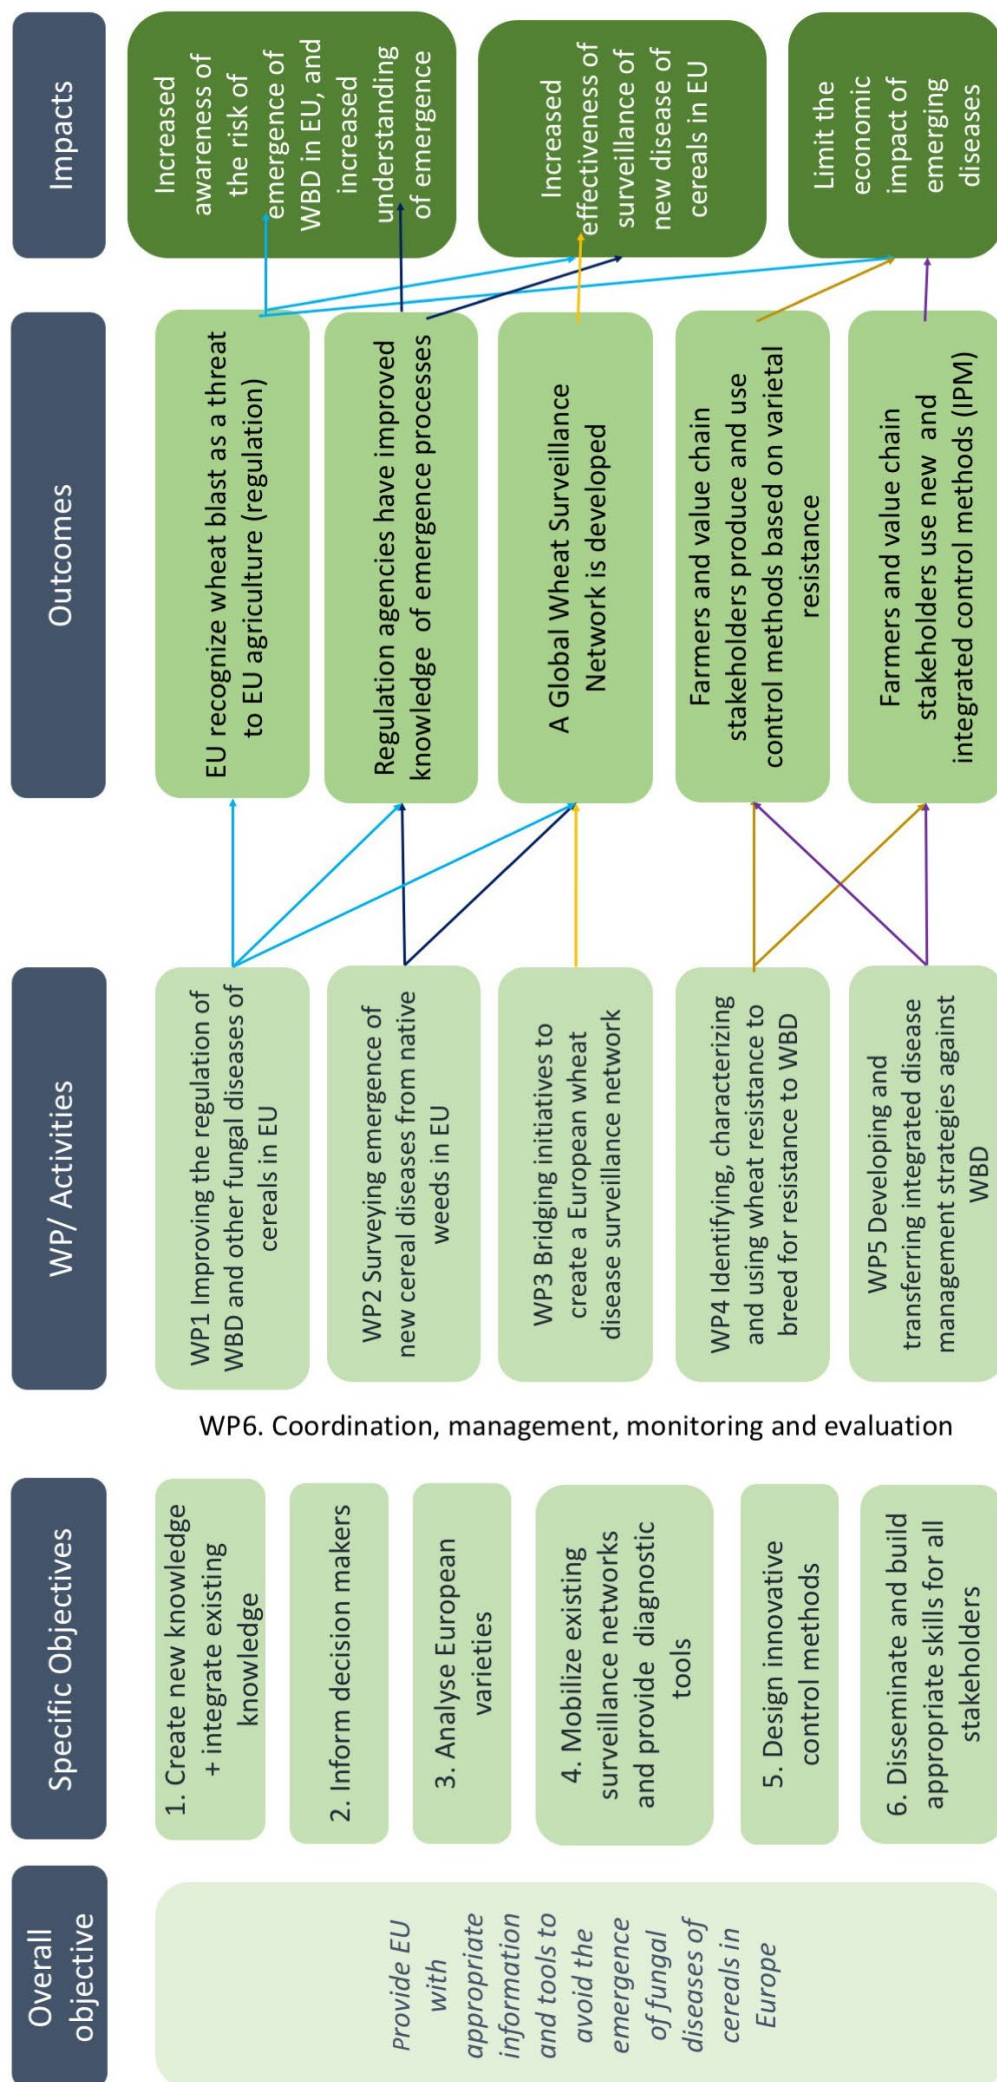 Overall
objective
Provide EU
with
appropriate
information
and tools to
avoid the
emergence
of fungal
diseases of
cereals in
Europe
Specific Objectives
1. Create new knowledge
+ integrate existing
knowledge
2. Inform decision makers
3. Analyse European
varieties
4. Mobilize existing
surveillance networks
and provide diagnostic
tools
5. Design innovative
control methods
6. Disseminate and build
appropriate skills for all
stakeholders
WP6. Coordination, management, monitoring and evaluation
WP/ Activities
WP1 Improving the regulation of
WBD and other fungal diseases of
cereals in EU
WP2 Surveying emergence of
new cereal diseases from native
weeds in EU
WP3 Bridging initiatives to
create a European wheat
disease surveillance network
WP4 Identifying, characterizing
and using wheat resistance to
breed for resistance to WBD
WP5 Developing and
transferring integrated disease
management strategies against
WBD
Outcomes
EU recognize wheat blast as a threat
to EU agriculture (regulation)
Regulation agencies have improved
knowledge of emergence processes
A Global Wheat Surveillance
Network is developed
Farmers and value chain
stakeholders produce and use
control methods based on varietal
resistance
Farmers and value chain
stakeholders use new and
integrated control methods (IPM)
Impacts
Increased
awareness of
the risk of
emergence of
WBD in EU, and
increased
understanding
of emergence
Increased
effectiveness of
surveillance of
new disease of
cereals in EU
Limit the
economic
impact of
emerging
diseases